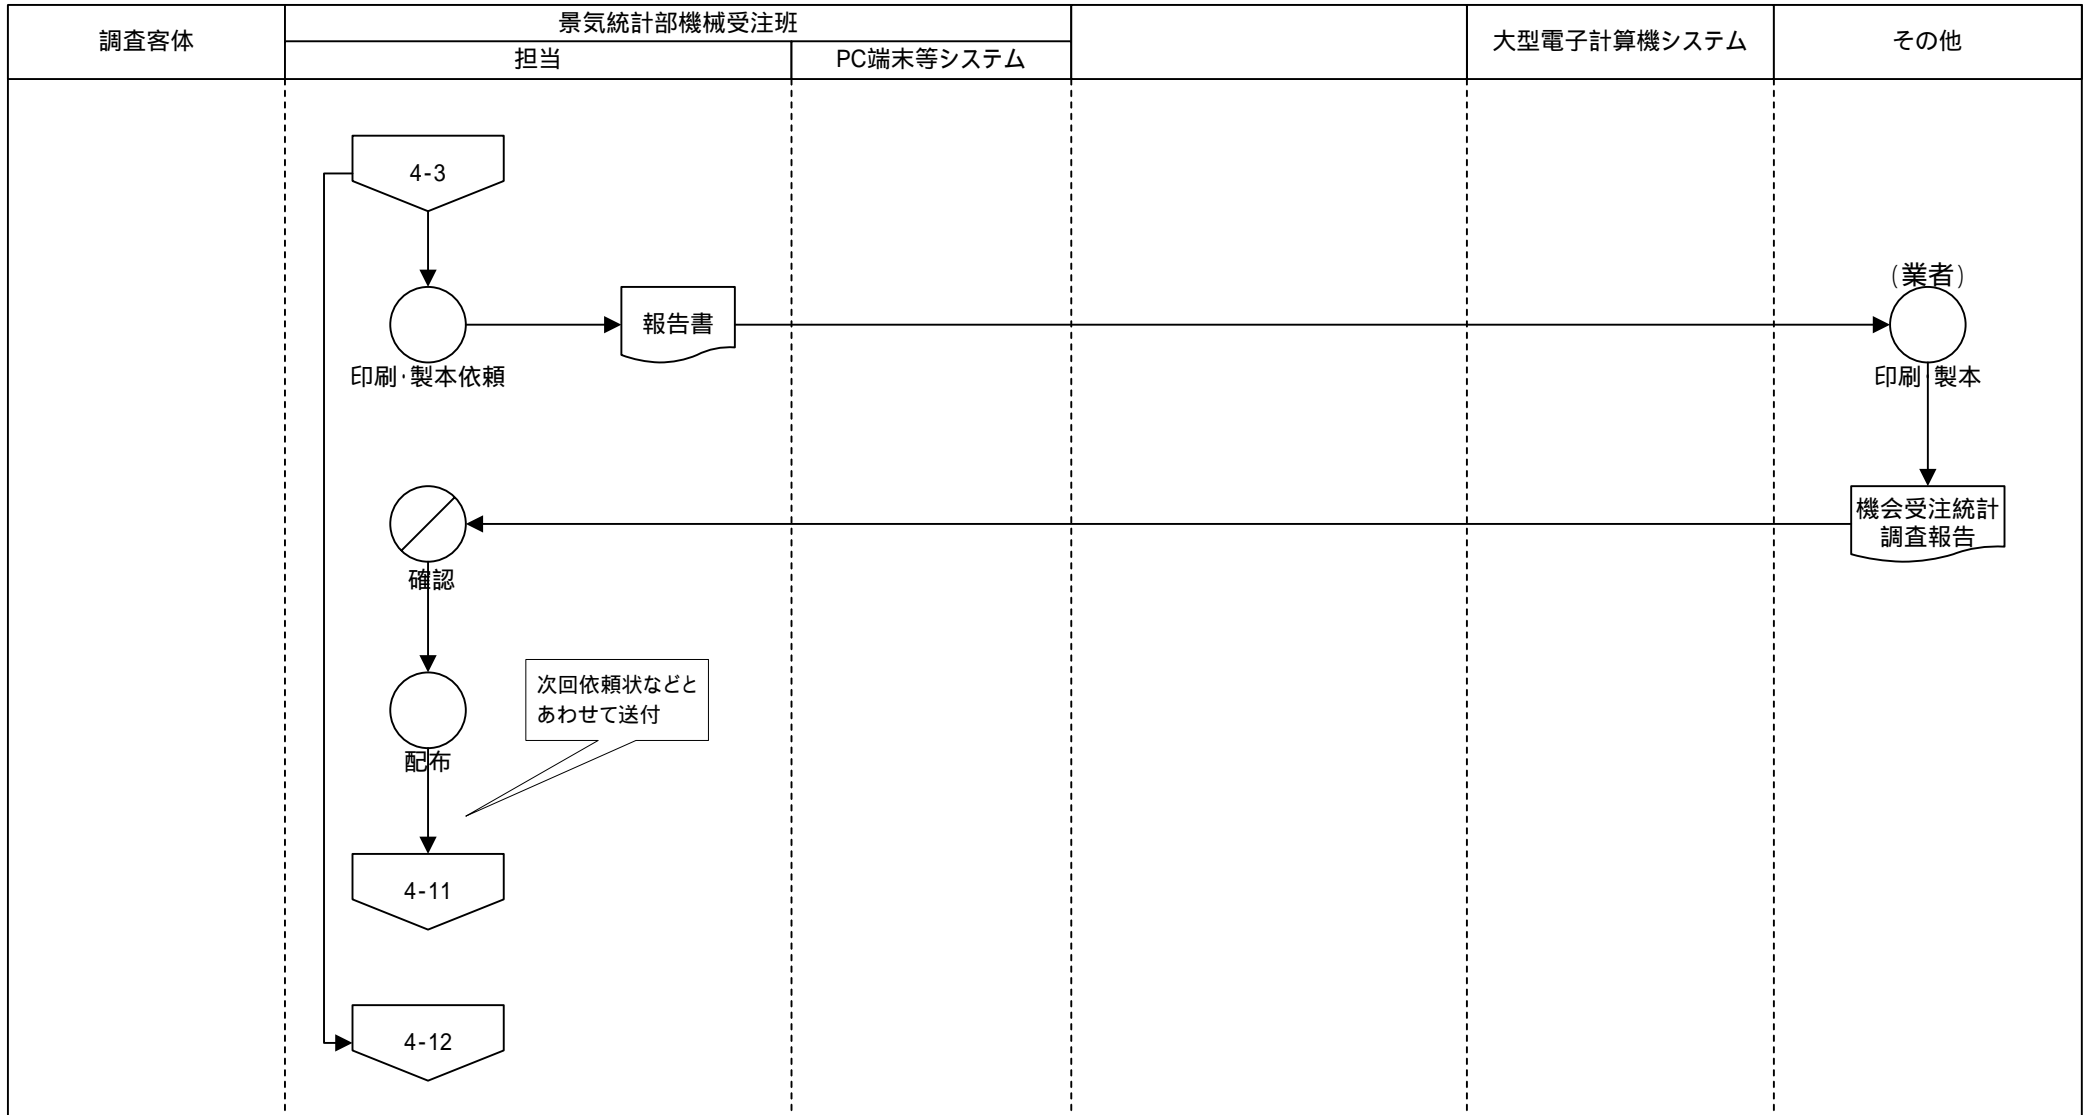 調査客体
景気統計部機械受注班
担当
PC端末等システム
大型電子計算機システム
その他
4-3
(業者)
報告書
印刷・製本依頼
印刷・製本
機会受注統計
調査報告
確認
次回依頼状などと
あわせて送付
配布
4-11
4-12